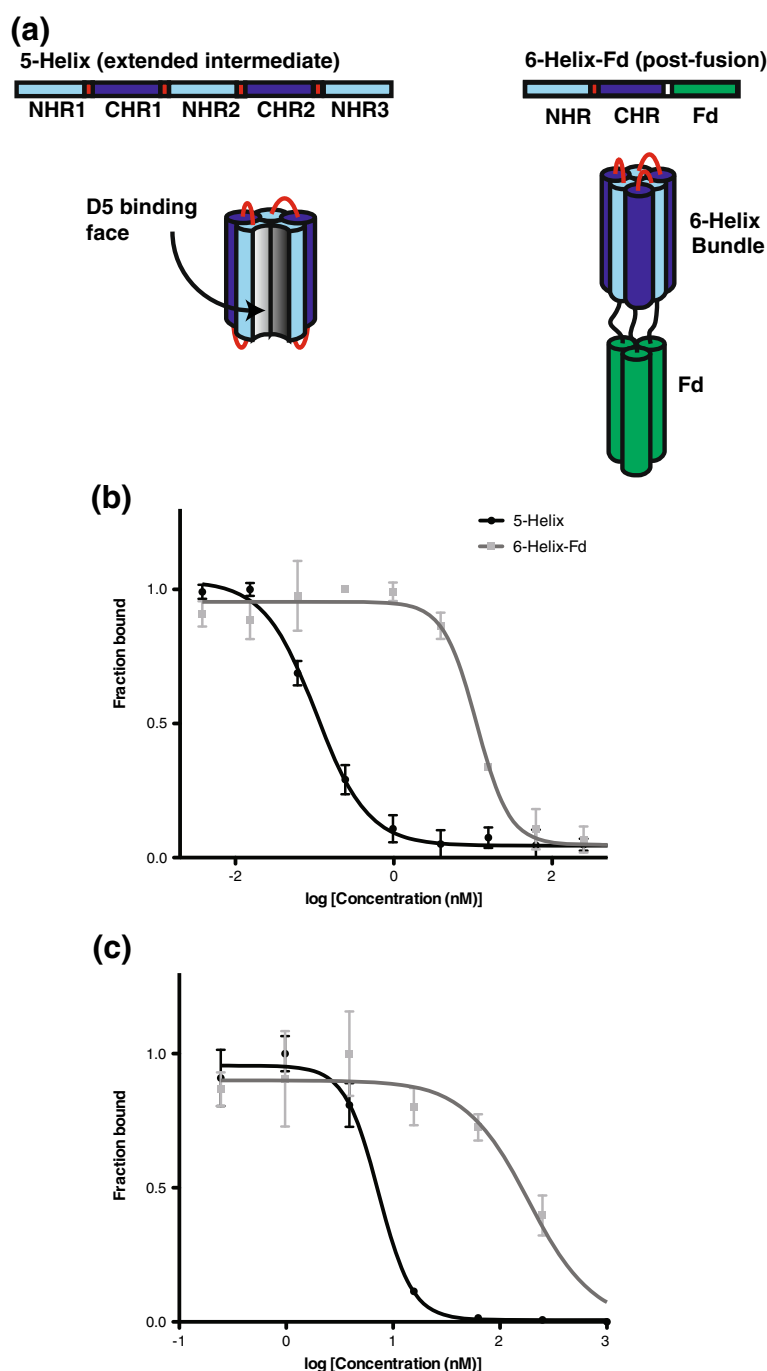 (a)
5-Helix (extended intermediate)
NHR1 CHR1 NHR2 CHR2 NHR3
D5 binding
face
6-Helix-Fd (post-fusion)
NHR CHR Fd
6-Helix
Bundle
Fd
(b)
5-Helix
6-Helix-Fd
Fraction bound
1.0
0.5
0.0
-2 0 2
log [Concentration (nM)]
(c)
Fraction bound
1.0
0.5
0.0
-1 0 1 2 3
log [Concentration (nM)]